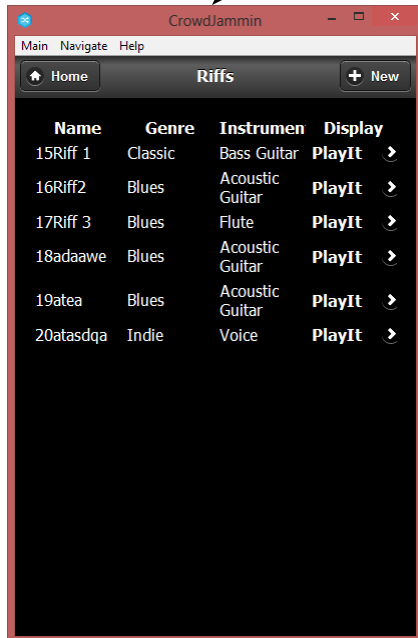 CrowdJammin
Main Navigate Help
Home Riffs New
Name Genre Instrumen Display
15Riff 1 Classic Bass Guitar PlayIt
16Riff2 Blues Acoustic Guitar PlayIt
17Riff 3 Blues Flute PlayIt
18adaawe Blues Acoustic Guitar PlayIt
19atea Blues Acoustic Guitar PlayIt
20atasdqa Indie Voice PlayIt